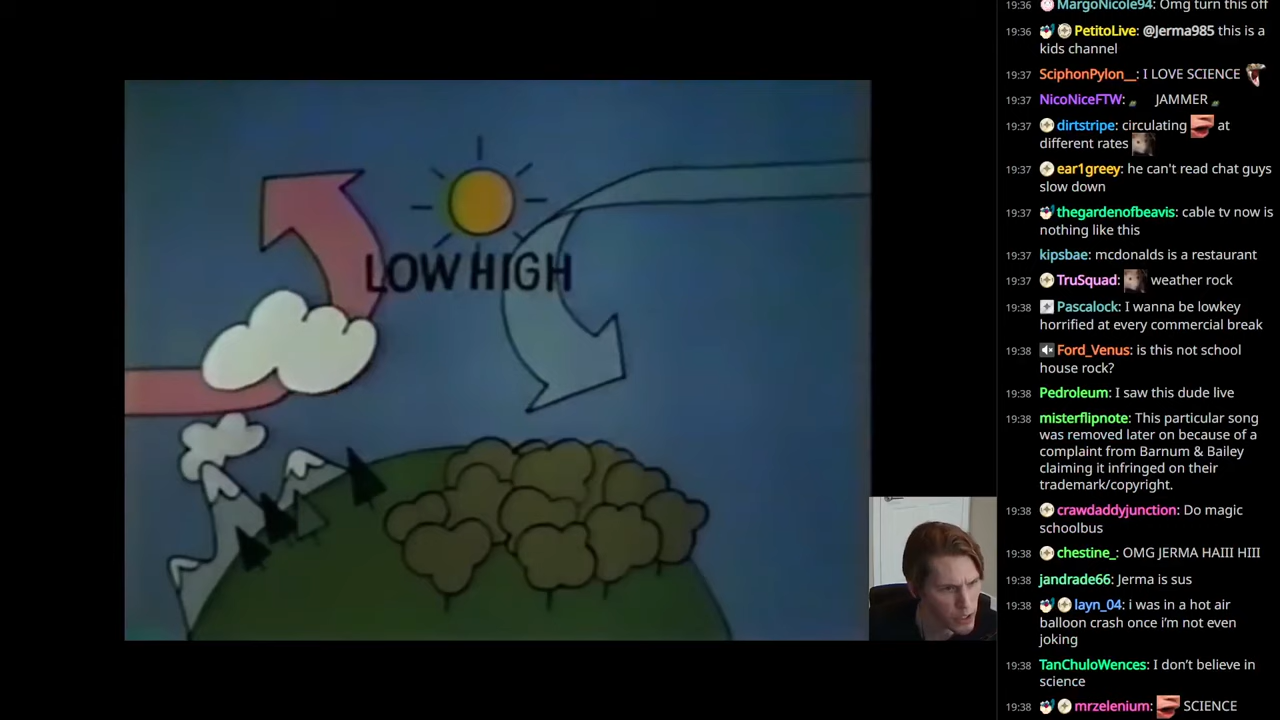 LOW HIGH
19:36 MargoNicole94: Omg turn this off
19:36 PetitoLive: @Jerma985 this is a
kids channel
19:37 SciphonPylon__: I LOVE SCIENCE
19:37 NicoNiceFTW: JAMMER
19:37 dirtstripe: circulating at
different rates
19:37 ear1greey: he can't read chat guys
slow down
19:37 thegardenofbeavis: cable tv now is
nothing like this
19:37 kipsbae: mcdonalds is a restaurant
19:37 TruSquad: weather rock
19:38 Pascalock: I wanna be lowkey
horrified at every commercial break
19:38 Ford_Venus: is this not school
house rock?
19:38 Pedroleum: I saw this dude live
19:38 misterflipnote: This particular song
was removed later on because of a
complaint from Barnum & Bailey
claiming it infringed on their
trademark/copyright.
19:38 crawdaddyjunction: Do magic
schoolbus
19:38 chestine_: OMG JERMA HAIII HIII
19:38 jandrade66: Jerma is sus
19:38 layn_04: i was in a hot air
balloon crash once i'm not even
joking
19:38 TanChuloWences: I don't believe in
science
19:38 mrzelenium: SCIENCE